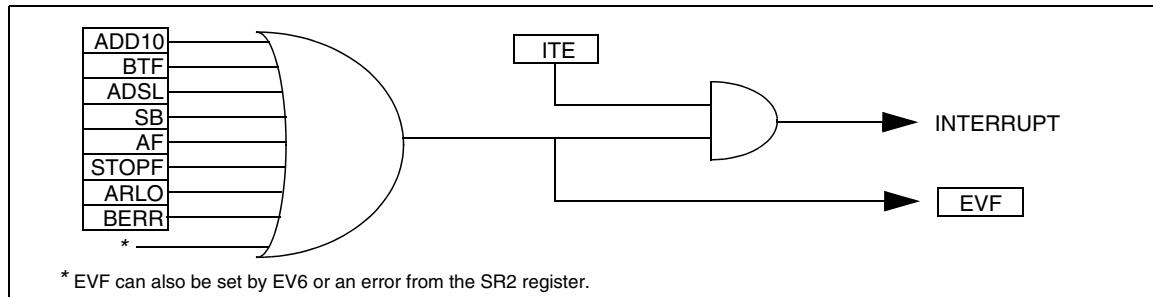 ADD10
BTF
ADSL
SB
AF
STOPF
ARLO
BERR
*
ITE
INTERRUPT
EVF
* EVF can also be set by EV6 or an error from the SR2 register.